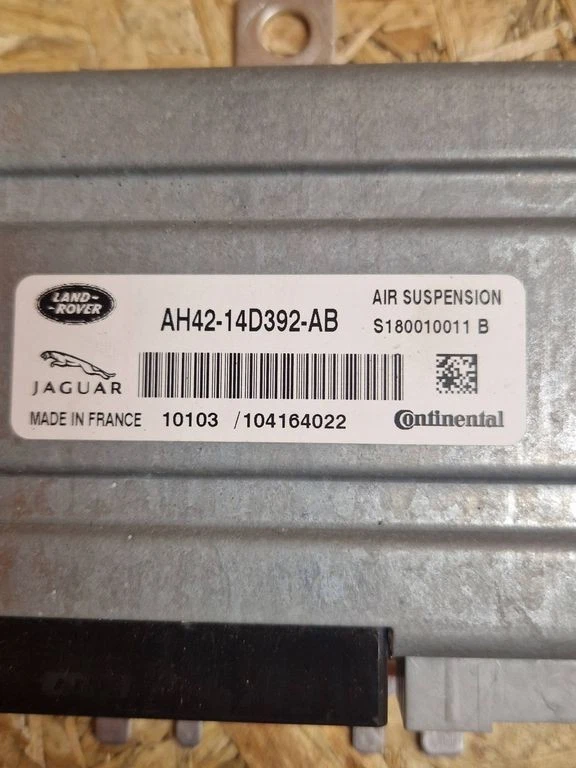 LAND-
-ROVER
AIR SUSPENSION
AH42-14D392-AB
S180010011 B
JAGUAR
MADE IN FRANCE
10103 /104164022
Continental